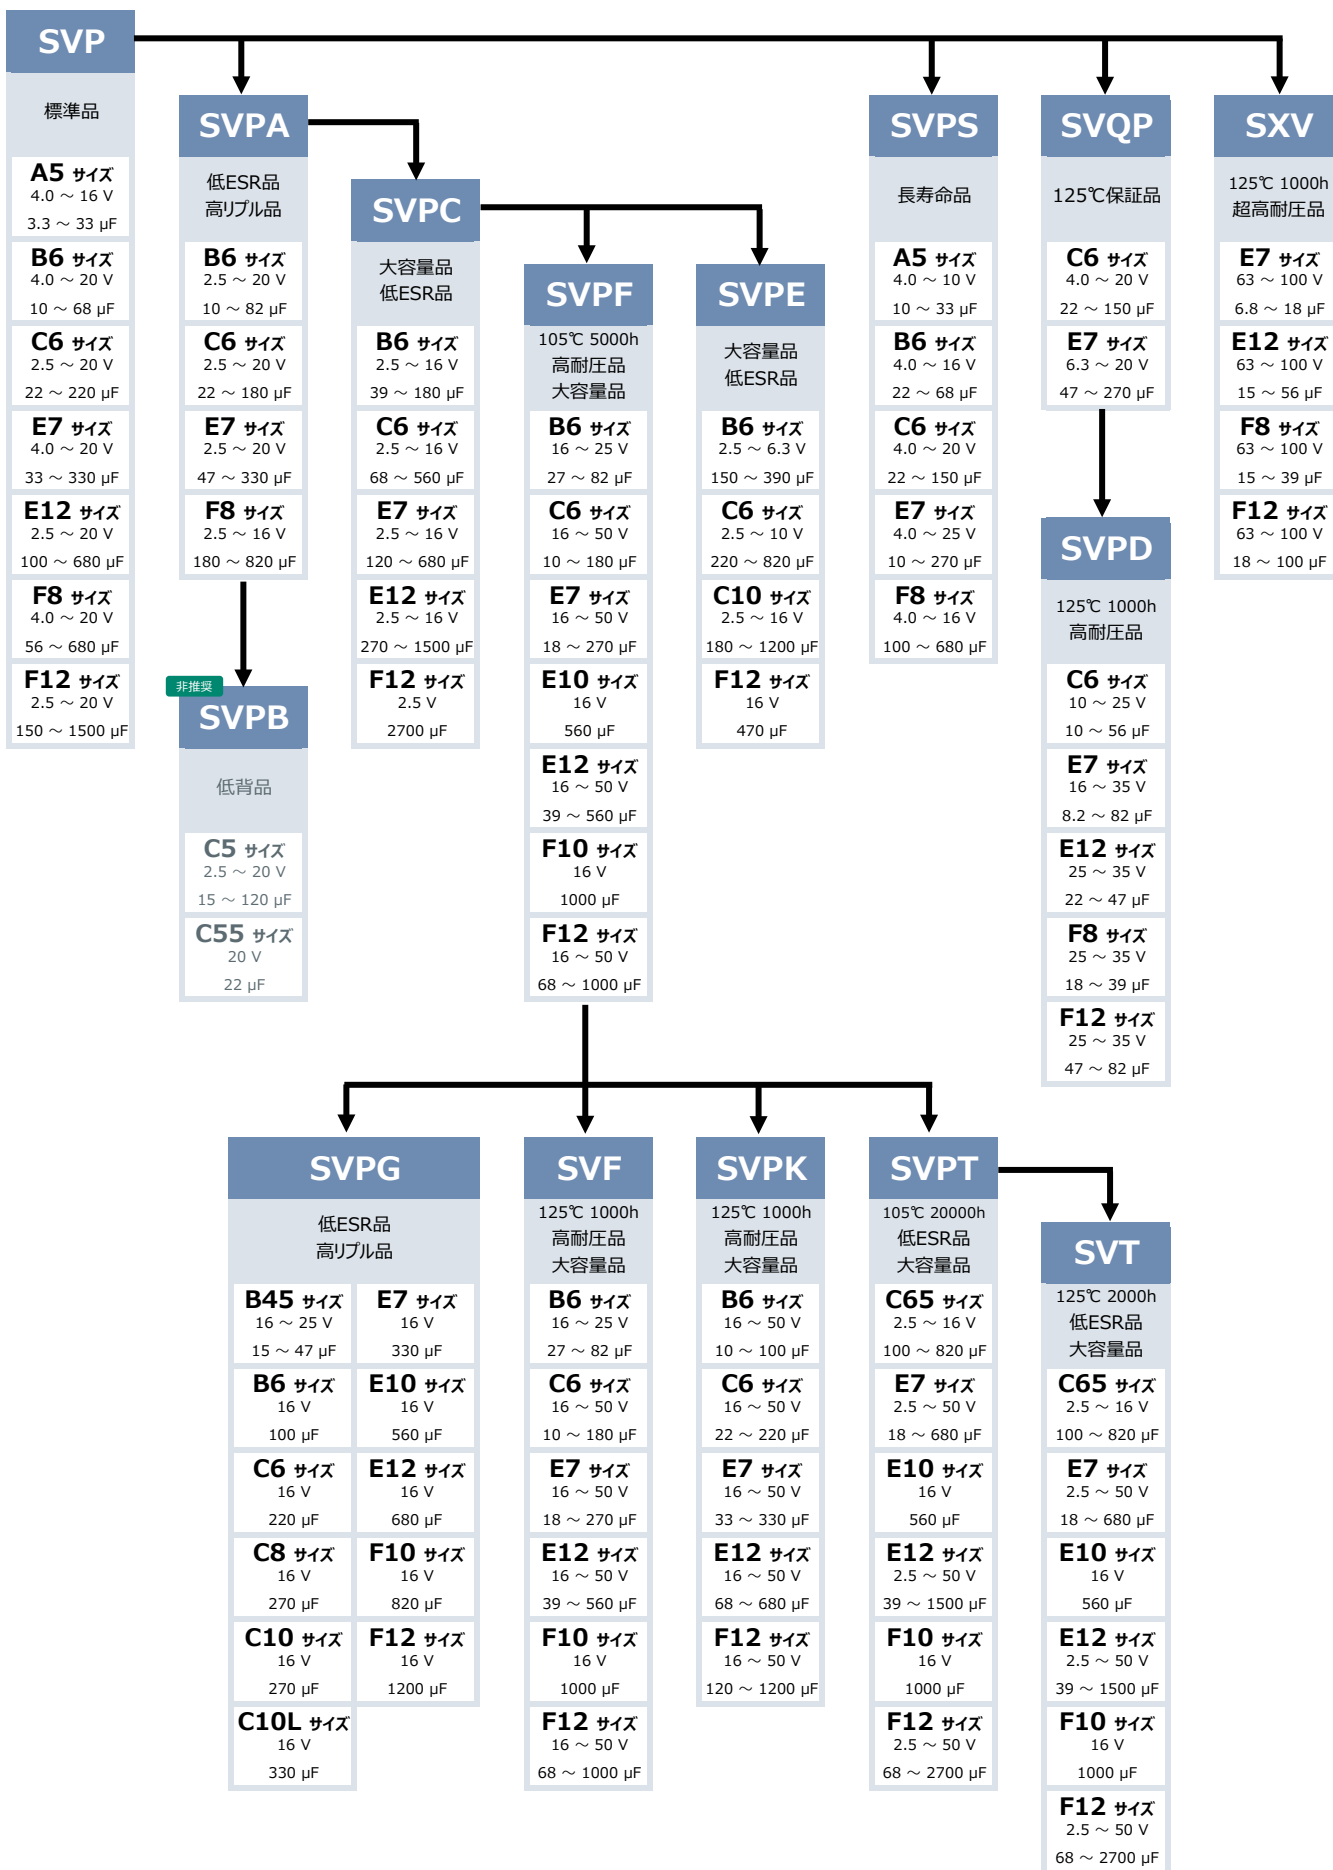 SVP
標準品
A5 サイズ
4.0 ～ 16 V
3.3 ～ 33 µF
B6 サイズ
4.0 ～ 20 V
10 ～ 68 µF
C6 サイズ
2.5 ～ 20 V
22 ～ 220 µF
E7 サイズ
4.0 ～ 20 V
33 ～ 330 µF
E12 サイズ
2.5 ～ 20 V
100 ～ 680 µF
F8 サイズ
4.0 ～ 20 V
56 ～ 680 µF
F12 サイズ
2.5 ～ 20 V
150 ～ 1500 µF
SVPA
低ESR品
高リプル品
B6 サイズ
2.5 ～ 20 V
10 ～ 82 µF
C6 サイズ
2.5 ～ 20 V
22 ～ 180 µF
E7 サイズ
2.5 ～ 20 V
47 ～ 330 µF
F8 サイズ
2.5 ～ 16 V
180 ～ 820 µF
非推奨
SVPB
低背品
C5 サイズ
2.5 ～ 20 V
15 ～ 120 µF
C55 サイズ
20 V
22 µF
SVPC
大容量品
低ESR品
B6 サイズ
2.5 ～ 16 V
39 ～ 180 µF
C6 サイズ
2.5 ～ 16 V
68 ～ 560 µF
E7 サイズ
2.5 ～ 16 V
120 ～ 680 µF
E12 サイズ
2.5 ～ 16 V
270 ～ 1500 µF
F12 サイズ
2.5 V
2700 µF
SVPF
105℃ 5000h
高耐圧品
大容量品
B6 サイズ
16 ～ 25 V
27 ～ 82 µF
C6 サイズ
16 ～ 50 V
10 ～ 180 µF
E7 サイズ
16 ～ 50 V
18 ～ 270 µF
E10 サイズ
16 V
560 µF
E12 サイズ
16 ～ 50 V
39 ～ 560 µF
F10 サイズ
16 V
1000 µF
F12 サイズ
16 ～ 50 V
68 ～ 1000 µF
SVPE
大容量品
低ESR品
B6 サイズ
2.5 ～ 6.3 V
150 ～ 390 µF
C6 サイズ
2.5 ～ 10 V
220 ～ 820 µF
C10 サイズ
2.5 ～ 16 V
180 ～ 1200 µF
F12 サイズ
16 V
470 µF
SVPS
長寿命品
A5 サイズ
4.0 ～ 10 V
10 ～ 33 µF
B6 サイズ
4.0 ～ 16 V
22 ～ 68 µF
C6 サイズ
4.0 ～ 20 V
22 ～ 150 µF
E7 サイズ
4.0 ～ 25 V
10 ～ 270 µF
F8 サイズ
4.0 ～ 16 V
100 ～ 680 µF
SVQP
125℃保証品
C6 サイズ
4.0 ～ 20 V
22 ～ 150 µF
E7 サイズ
6.3 ～ 20 V
47 ～ 270 µF
SVPD
125℃ 1000h
高耐圧品
C6 サイズ
10 ～ 25 V
10 ～ 56 µF
E7 サイズ
16 ～ 35 V
8.2 ～ 82 µF
E12 サイズ
25 ～ 35 V
22 ～ 47 µF
F8 サイズ
25 ～ 35 V
18 ～ 39 µF
F12 サイズ
25 ～ 35 V
47 ～ 82 µF
SXV
125℃ 1000h
超高耐圧品
E7 サイズ
63 ～ 100 V
6.8 ～ 18 µF
E12 サイズ
63 ～ 100 V
15 ～ 56 µF
F8 サイズ
63 ～ 100 V
15 ～ 39 µF
F12 サイズ
63 ～ 100 V
18 ～ 100 µF
SVPG
低ESR品
高リプル品
B45 サイズ
16 ～ 25 V
15 ～ 47 µF
B6 サイズ
16 V
100 µF
C6 サイズ
16 V
220 µF
C8 サイズ
16 V
270 µF
C10 サイズ
16 V
270 µF
C10L サイズ
16 V
330 µF
E7 サイズ
16 V
330 µF
E10 サイズ
16 V
560 µF
E12 サイズ
16 V
680 µF
F10 サイズ
16 V
820 µF
F12 サイズ
16 V
1200 µF
SVF
125℃ 1000h
高耐圧品
大容量品
B6 サイズ
16 ～ 25 V
27 ～ 82 µF
C6 サイズ
16 ～ 50 V
10 ～ 180 µF
E7 サイズ
16 ～ 50 V
18 ～ 270 µF
E12 サイズ
16 ～ 50 V
39 ～ 560 µF
F10 サイズ
16 V
1000 µF
F12 サイズ
16 ～ 50 V
68 ～ 1000 µF
SVPK
125℃ 1000h
高耐圧品
大容量品
B6 サイズ
16 ～ 50 V
10 ～ 100 µF
C6 サイズ
16 ～ 50 V
22 ～ 220 µF
E7 サイズ
16 ～ 50 V
33 ～ 330 µF
E12 サイズ
16 ～ 50 V
68 ～ 680 µF
F12 サイズ
16 ～ 50 V
120 ～ 1200 µF
SVPT
105℃ 20000h
低ESR品
大容量品
C65 サイズ
2.5 ～ 16 V
100 ～ 820 µF
E7 サイズ
2.5 ～ 50 V
18 ～ 680 µF
E10 サイズ
16 V
560 µF
E12 サイズ
2.5 ～ 50 V
39 ～ 1500 µF
F10 サイズ
16 V
1000 µF
F12 サイズ
2.5 ～ 50 V
68 ～ 2700 µF
SVT
125℃ 2000h
低ESR品
大容量品
C65 サイズ
2.5 ～ 16 V
100 ～ 820 µF
E7 サイズ
2.5 ～ 50 V
18 ～ 680 µF
E10 サイズ
16 V
560 µF
E12 サイズ
2.5 ～ 50 V
39 ～ 1500 µF
F10 サイズ
16 V
1000 µF
F12 サイズ
2.5 ～ 50 V
68 ～ 2700 µF